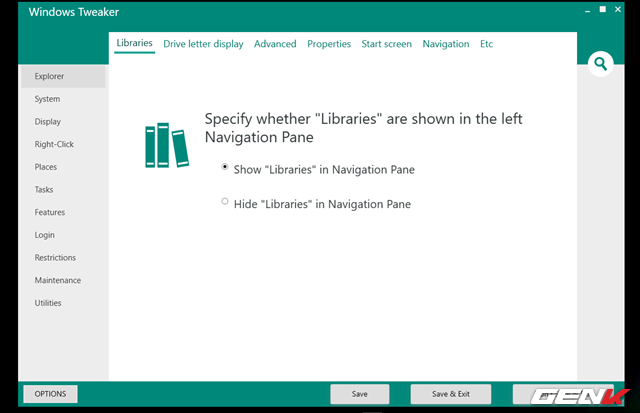 Windows Tweaker
Libraries Drive letter display Advanced Properties Start screen Navigation Etc
Explorer
System
Display
Right-Click
Places
Tasks
Features
Login
Restrictions
Maintenance
Utilities
Specify whether "Libraries" are shown in the left
Navigation Pane
Show "Libraries" in Navigation Pane
Hide "Libraries" in Navigation Pane
OPTIONS Save Save & Exit
GENK